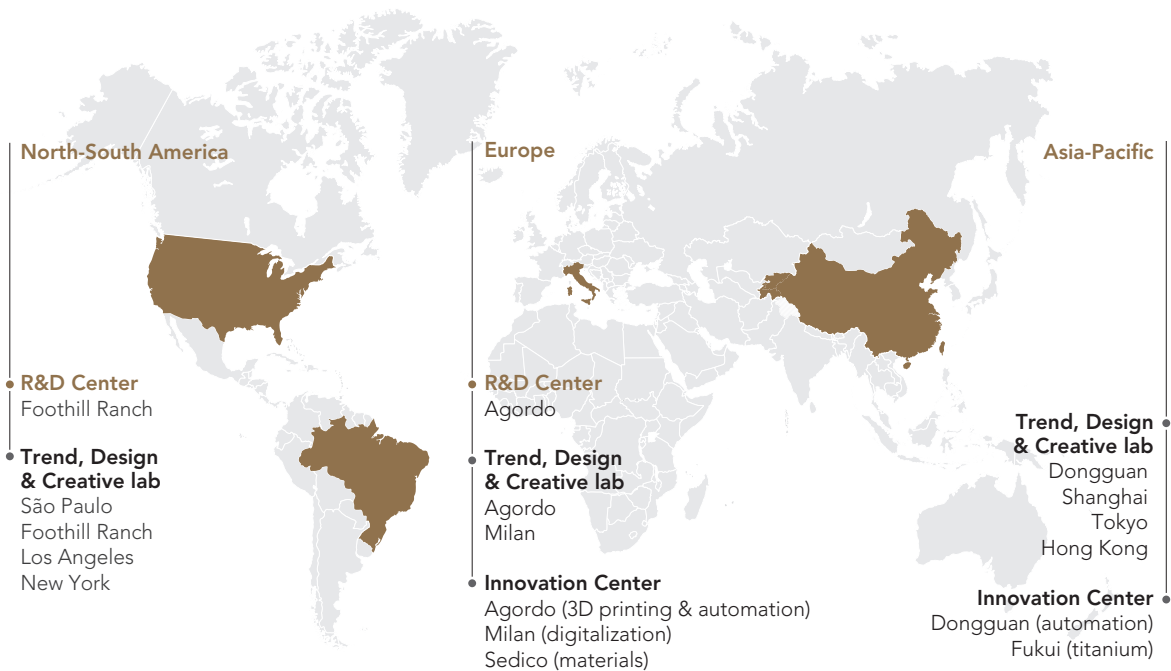 North-South America
R&D Center
Foothill Ranch
Trend, Design
& Creative lab
São Paulo
Foothill Ranch
Los Angeles
New York
Europe
R&D Center
Agordo
Trend, Design
& Creative lab
Agordo
Milan
Innovation Center
Agordo (3D printing & automation)
Milan (digitalization)
Sedico (materials)
Asia-Pacific
Trend, Design
& Creative lab
Dongguan
Shanghai
Tokyo
Hong Kong
Innovation Center
Dongguan (automation)
Fukui (titanium)